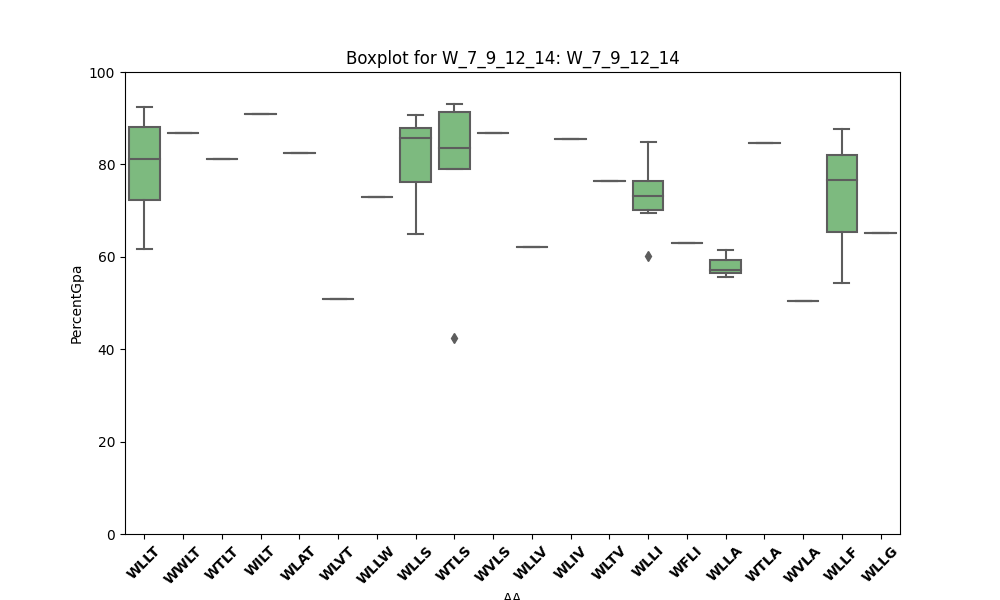 Boxplot for W_7_9_12_14: W_7_9_12_14
100
80
60
40
20
0
PercentGpa
WLLT WWLT WTLT WILT WLAT WLVT WLLW WLLS WTLS WVLS WLLV WLIV WLTV WLLI WFLI WLLA WTLA WVLA WLLF WLLG
AA